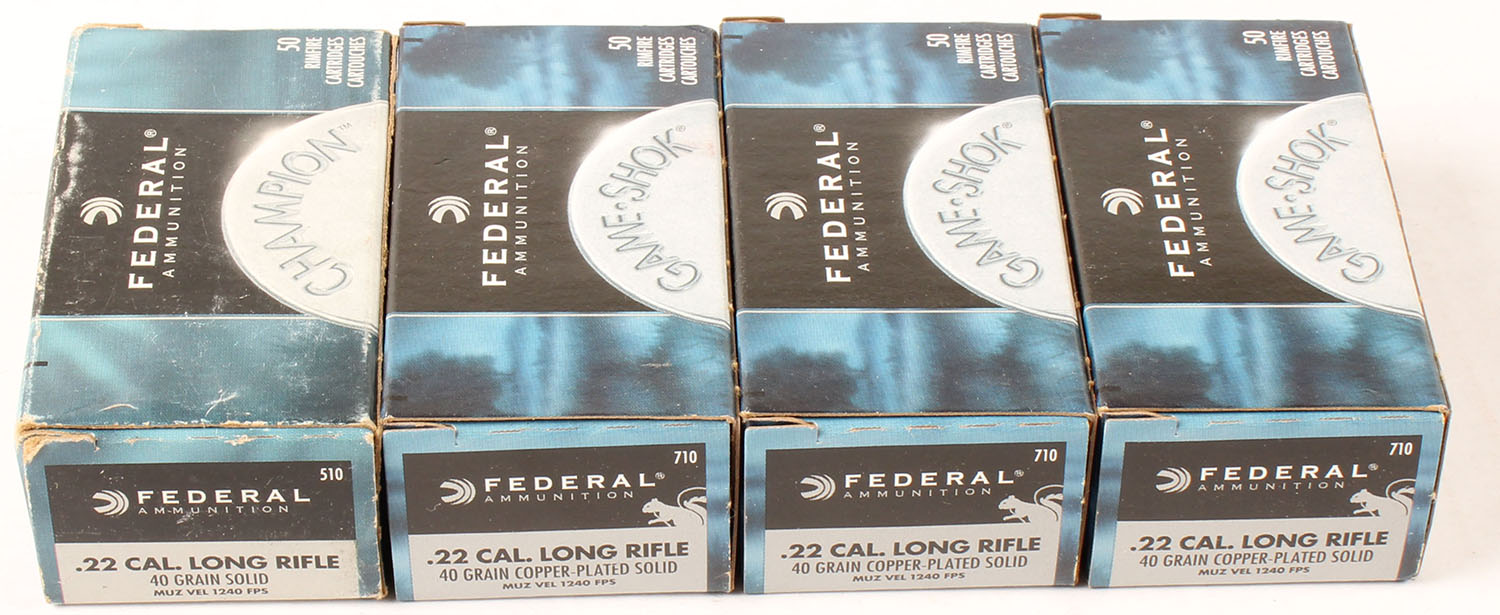 50
RIMFIRE
CARTRIDGES
CARTOUCHES
FEDERAL®
AMMUNITION
CHAMPION™
510
FEDERAL
AMMUNITION
.22 CAL. LONG RIFLE
40 GRAIN SOLID
MUZ VEL 1240 FPS
50
RIMFIRE
CARTRIDGES
CARTOUCHES
FEDERAL®
AMMUNITION
GAME·SHOK®
710
FEDERAL®
AMMUNITION
.22 CAL. LONG RIFLE
40 GRAIN COPPER-PLATED SOLID
MUZ VEL 1240 FPS
50
RIMFIRE
CARTRIDGES
CARTOUCHES
FEDERAL®
AMMUNITION
GAME·SHOK®
710
FEDERAL®
AMMUNITION
.22 CAL. LONG RIFLE
40 GRAIN COPPER-PLATED SOLID
MUZ VEL 1240 FPS
50
RIMFIRE
CARTRIDGES
CARTOUCHES
FEDERAL®
AMMUNITION
GAME·SHOK®
710
FEDERAL®
AMMUNITION
.22 CAL. LONG RIFLE
40 GRAIN COPPER-PLATED SOLID
MUZ VEL 1240 FPS